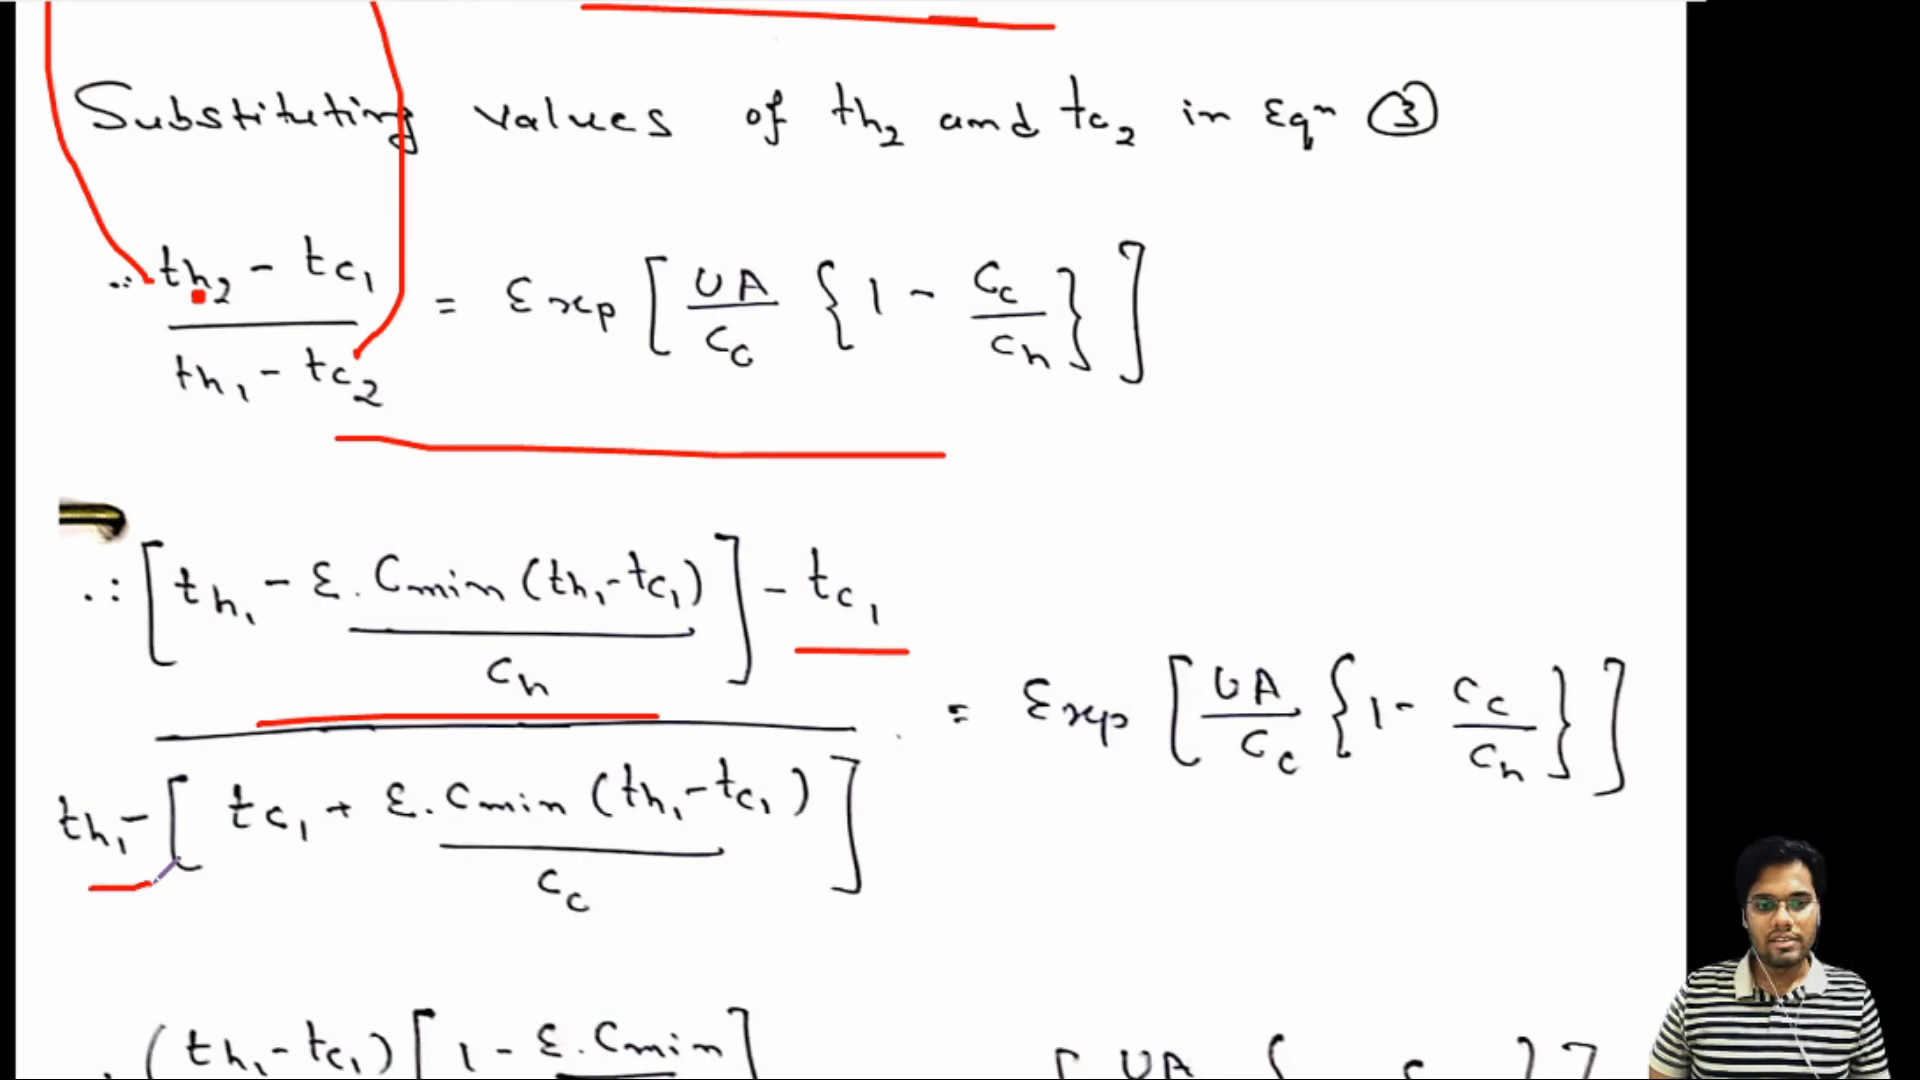 Substituting values of th₂ and tc₂ in Eqⁿ ③
∴ th₂ - tc₁ / th₁ - tc₂ = Exp [ UA / Cc { 1 - Cc / Ch } ]
∴ [ th₁ - ε. Cmin (th₁ - tc₁) / Ch ] - tc₁ / th₁ - [ tc₁ + ε. Cmin (th₁ - tc₁) / Cc ] = Exp [ UA / Cc { 1 - Cc / Ch } ]
(th₁ - tc₁) [ 1 - ε. Cmin ] [ UA { ] ]